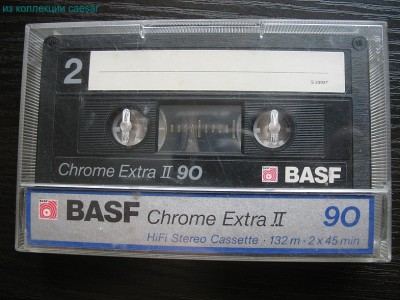 из коллекции caesar
2
Chrome Extra II 90
BASF
BASF Chrome Extra II 90
HiFi Stereo Cassette · 132 m · 2 x 45 min